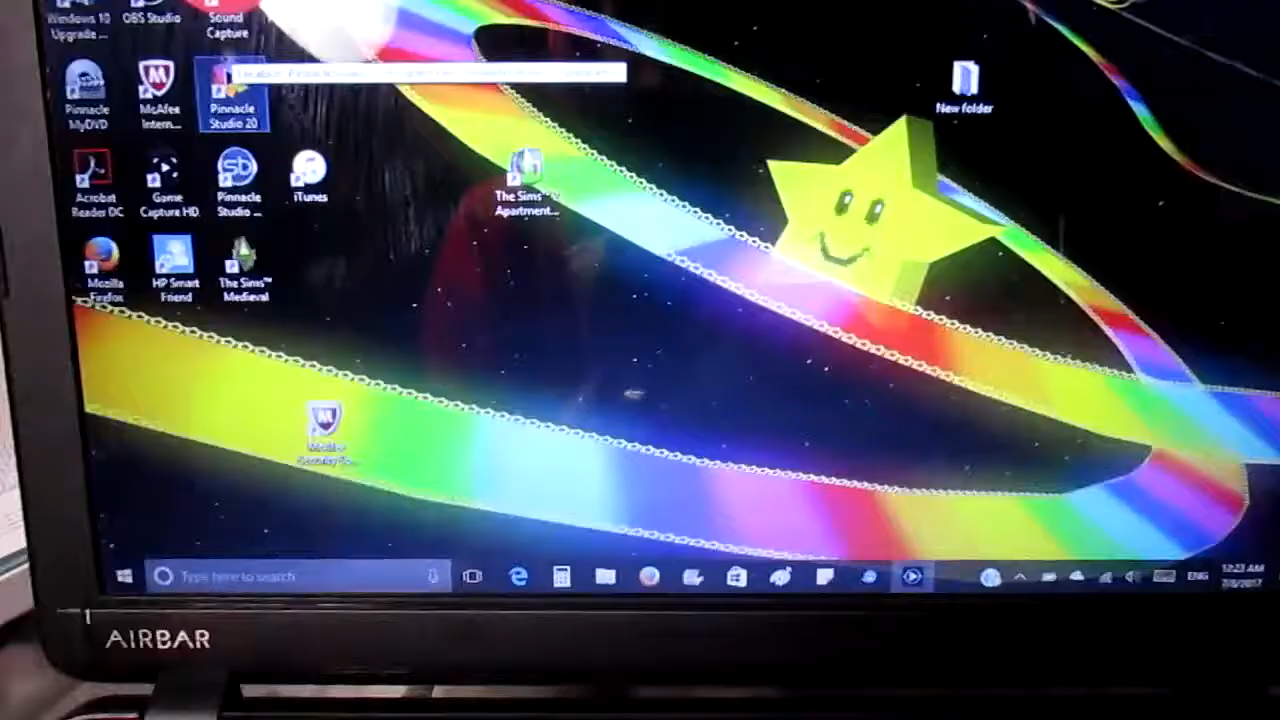 Windows 10
Upgrade ...
OBS Studio
Sound
Capture
Pinnacle
MyDVD
McAfee
Intern...
Pinnacle
Studio 20
New folder
Acrobat
Reader DC
Game
Capture HD
Pinnacle
Studio ...
iTunes
The Sims™
Apartment...
Mozilla
Firefox
HP Smart
Friend
The Sims™
Medieval
McAfee
Type here to search
ENG
12:23 AM
AIRBAR